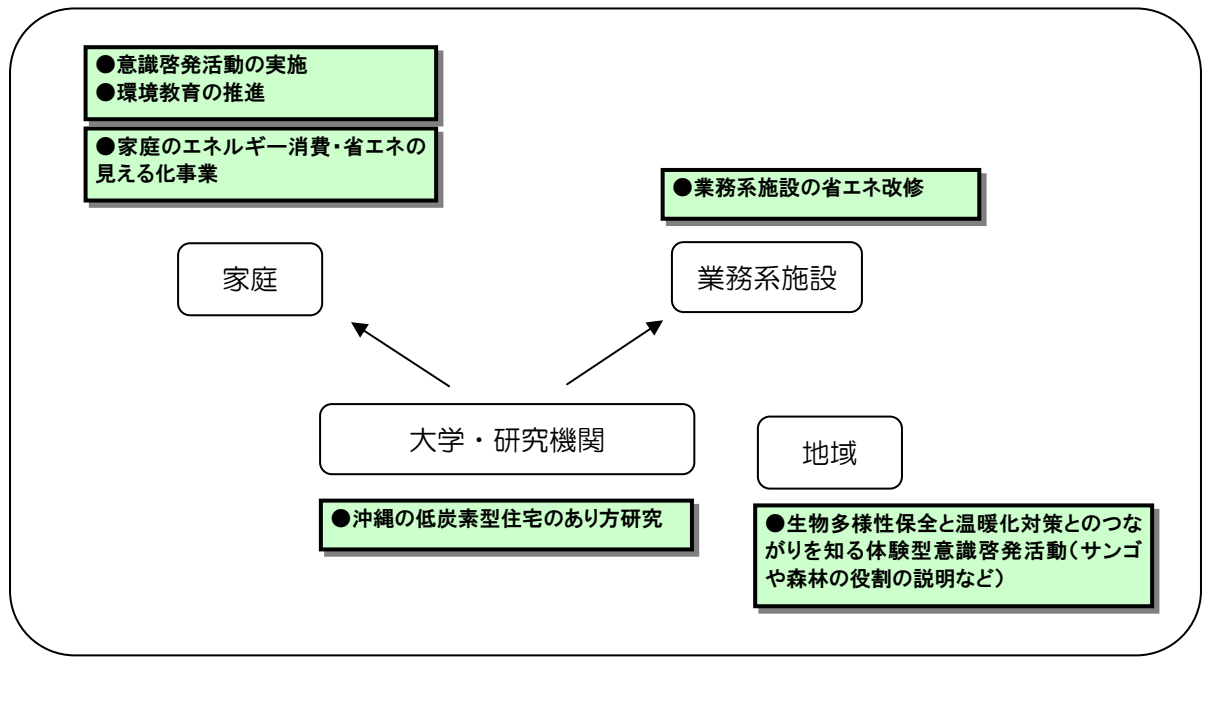 ●意識啓発活動の実施
●環境教育の推進
●家庭のエネルギー消費・省エネの
見える化事業
●業務系施設の省エネ改修
家庭
業務系施設
大学・研究機関
地域
●沖縄の低炭素型住宅のあり方研究
●生物多様性保全と温暖化対策とのつな
がりを知る体験型意識啓発活動（サンゴ
や森林の役割の説明など）